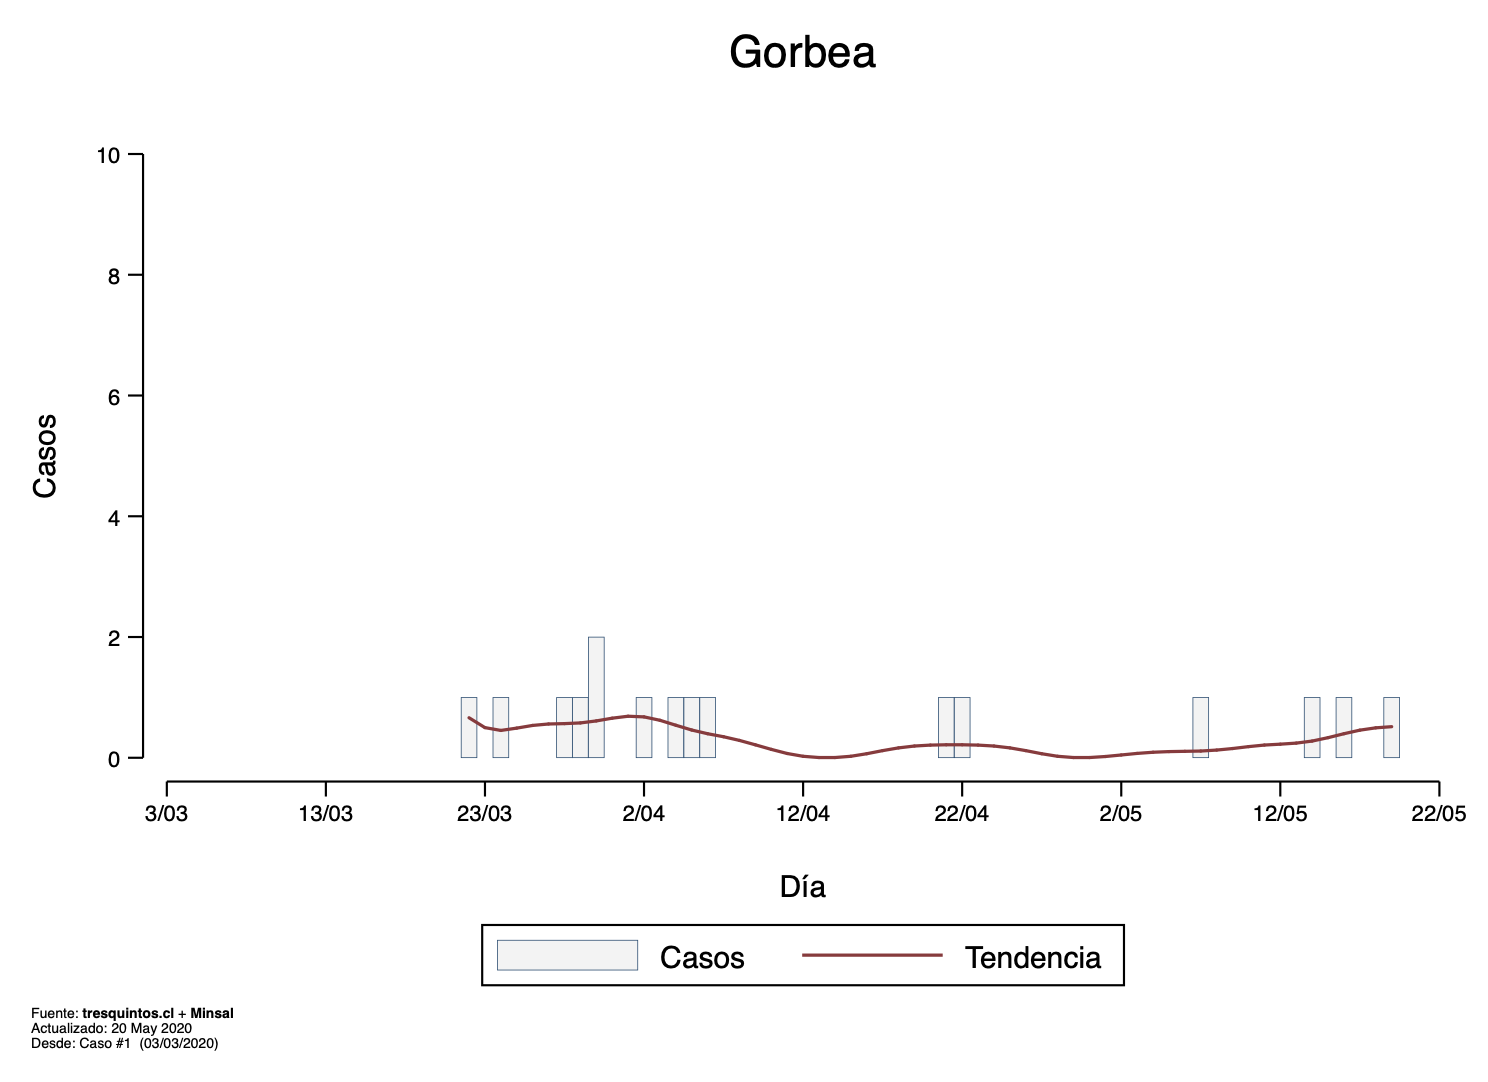 Gorbea
10
8
6
4
2
0
Casos
3/03 13/03 23/03 2/04 12/04 22/04 2/05 12/05 22/05
Día
Casos Tendencia
Fuente: tresquintos.cl + Minsal
Actualizado: 20 May 2020
Desde: Caso #1 (03/03/2020)